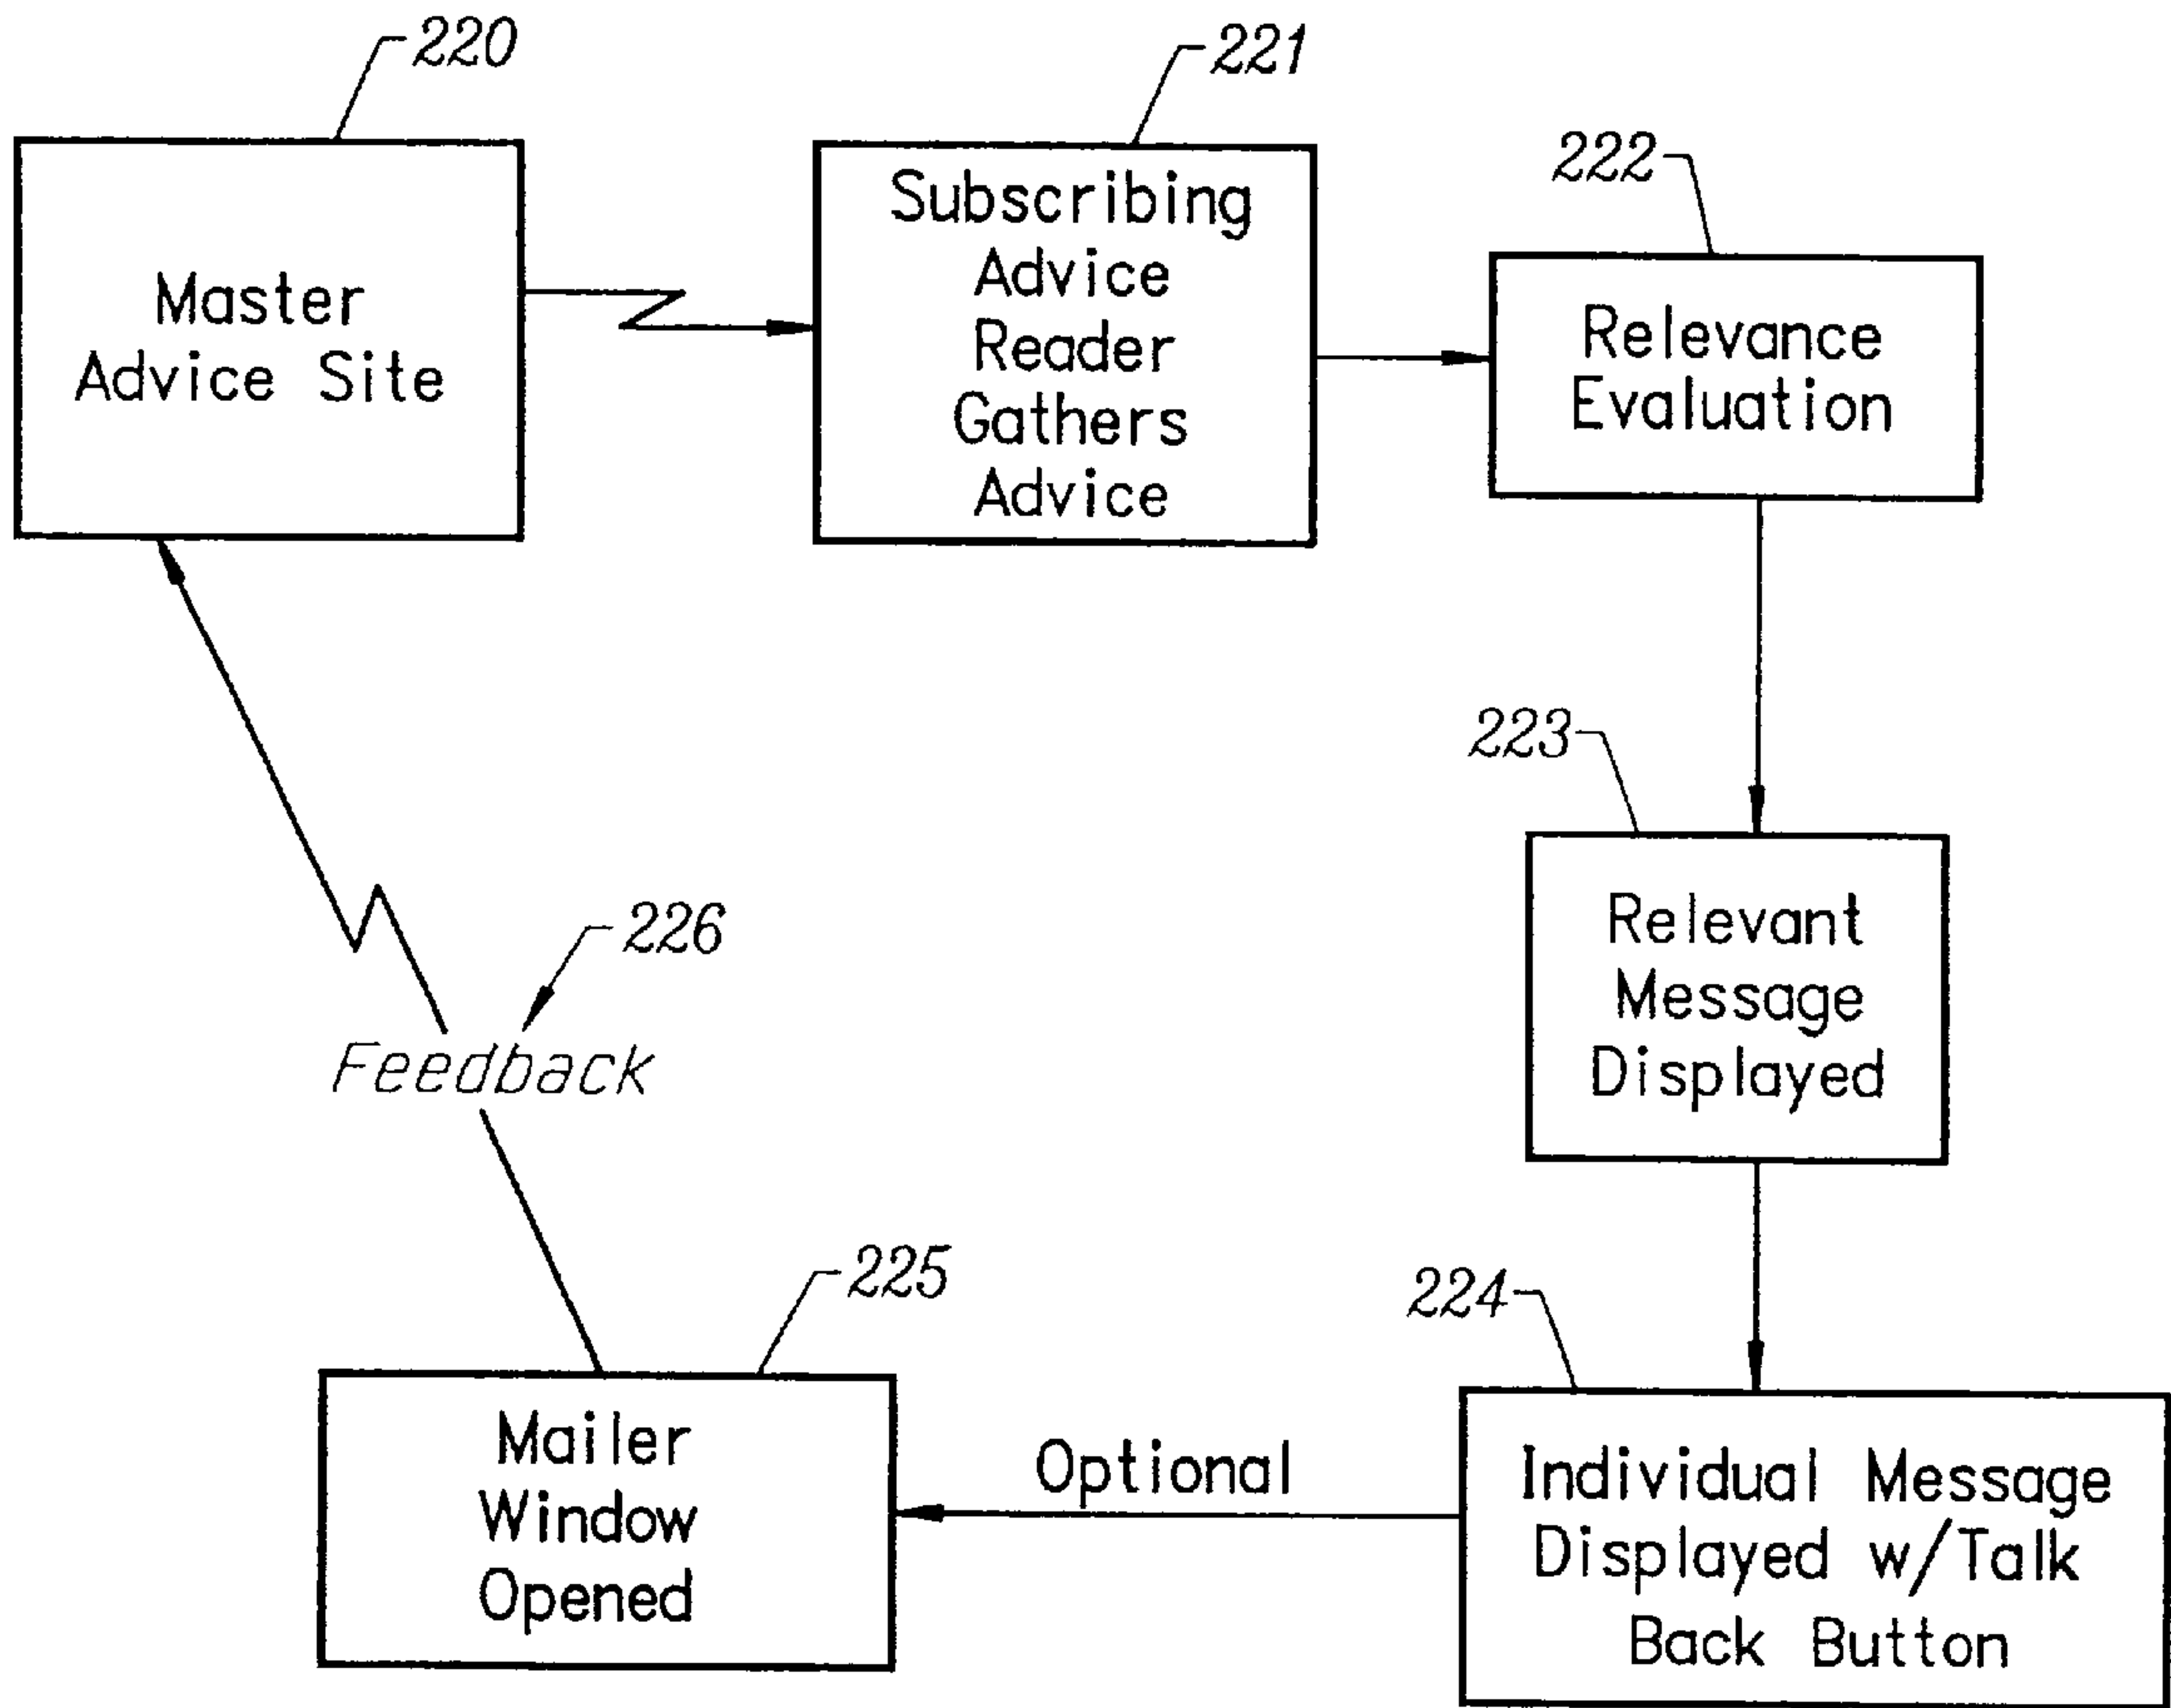 220
Master
Advice Site
221
Subscribing
Advice
Reader
Gathers
Advice
222
Relevance
Evaluation
223
Relevant
Message
Displayed
224
Individual Message
Displayed w/Talk
Back Button
Optional
225
Mailer
Window
Opened
226
Feedback